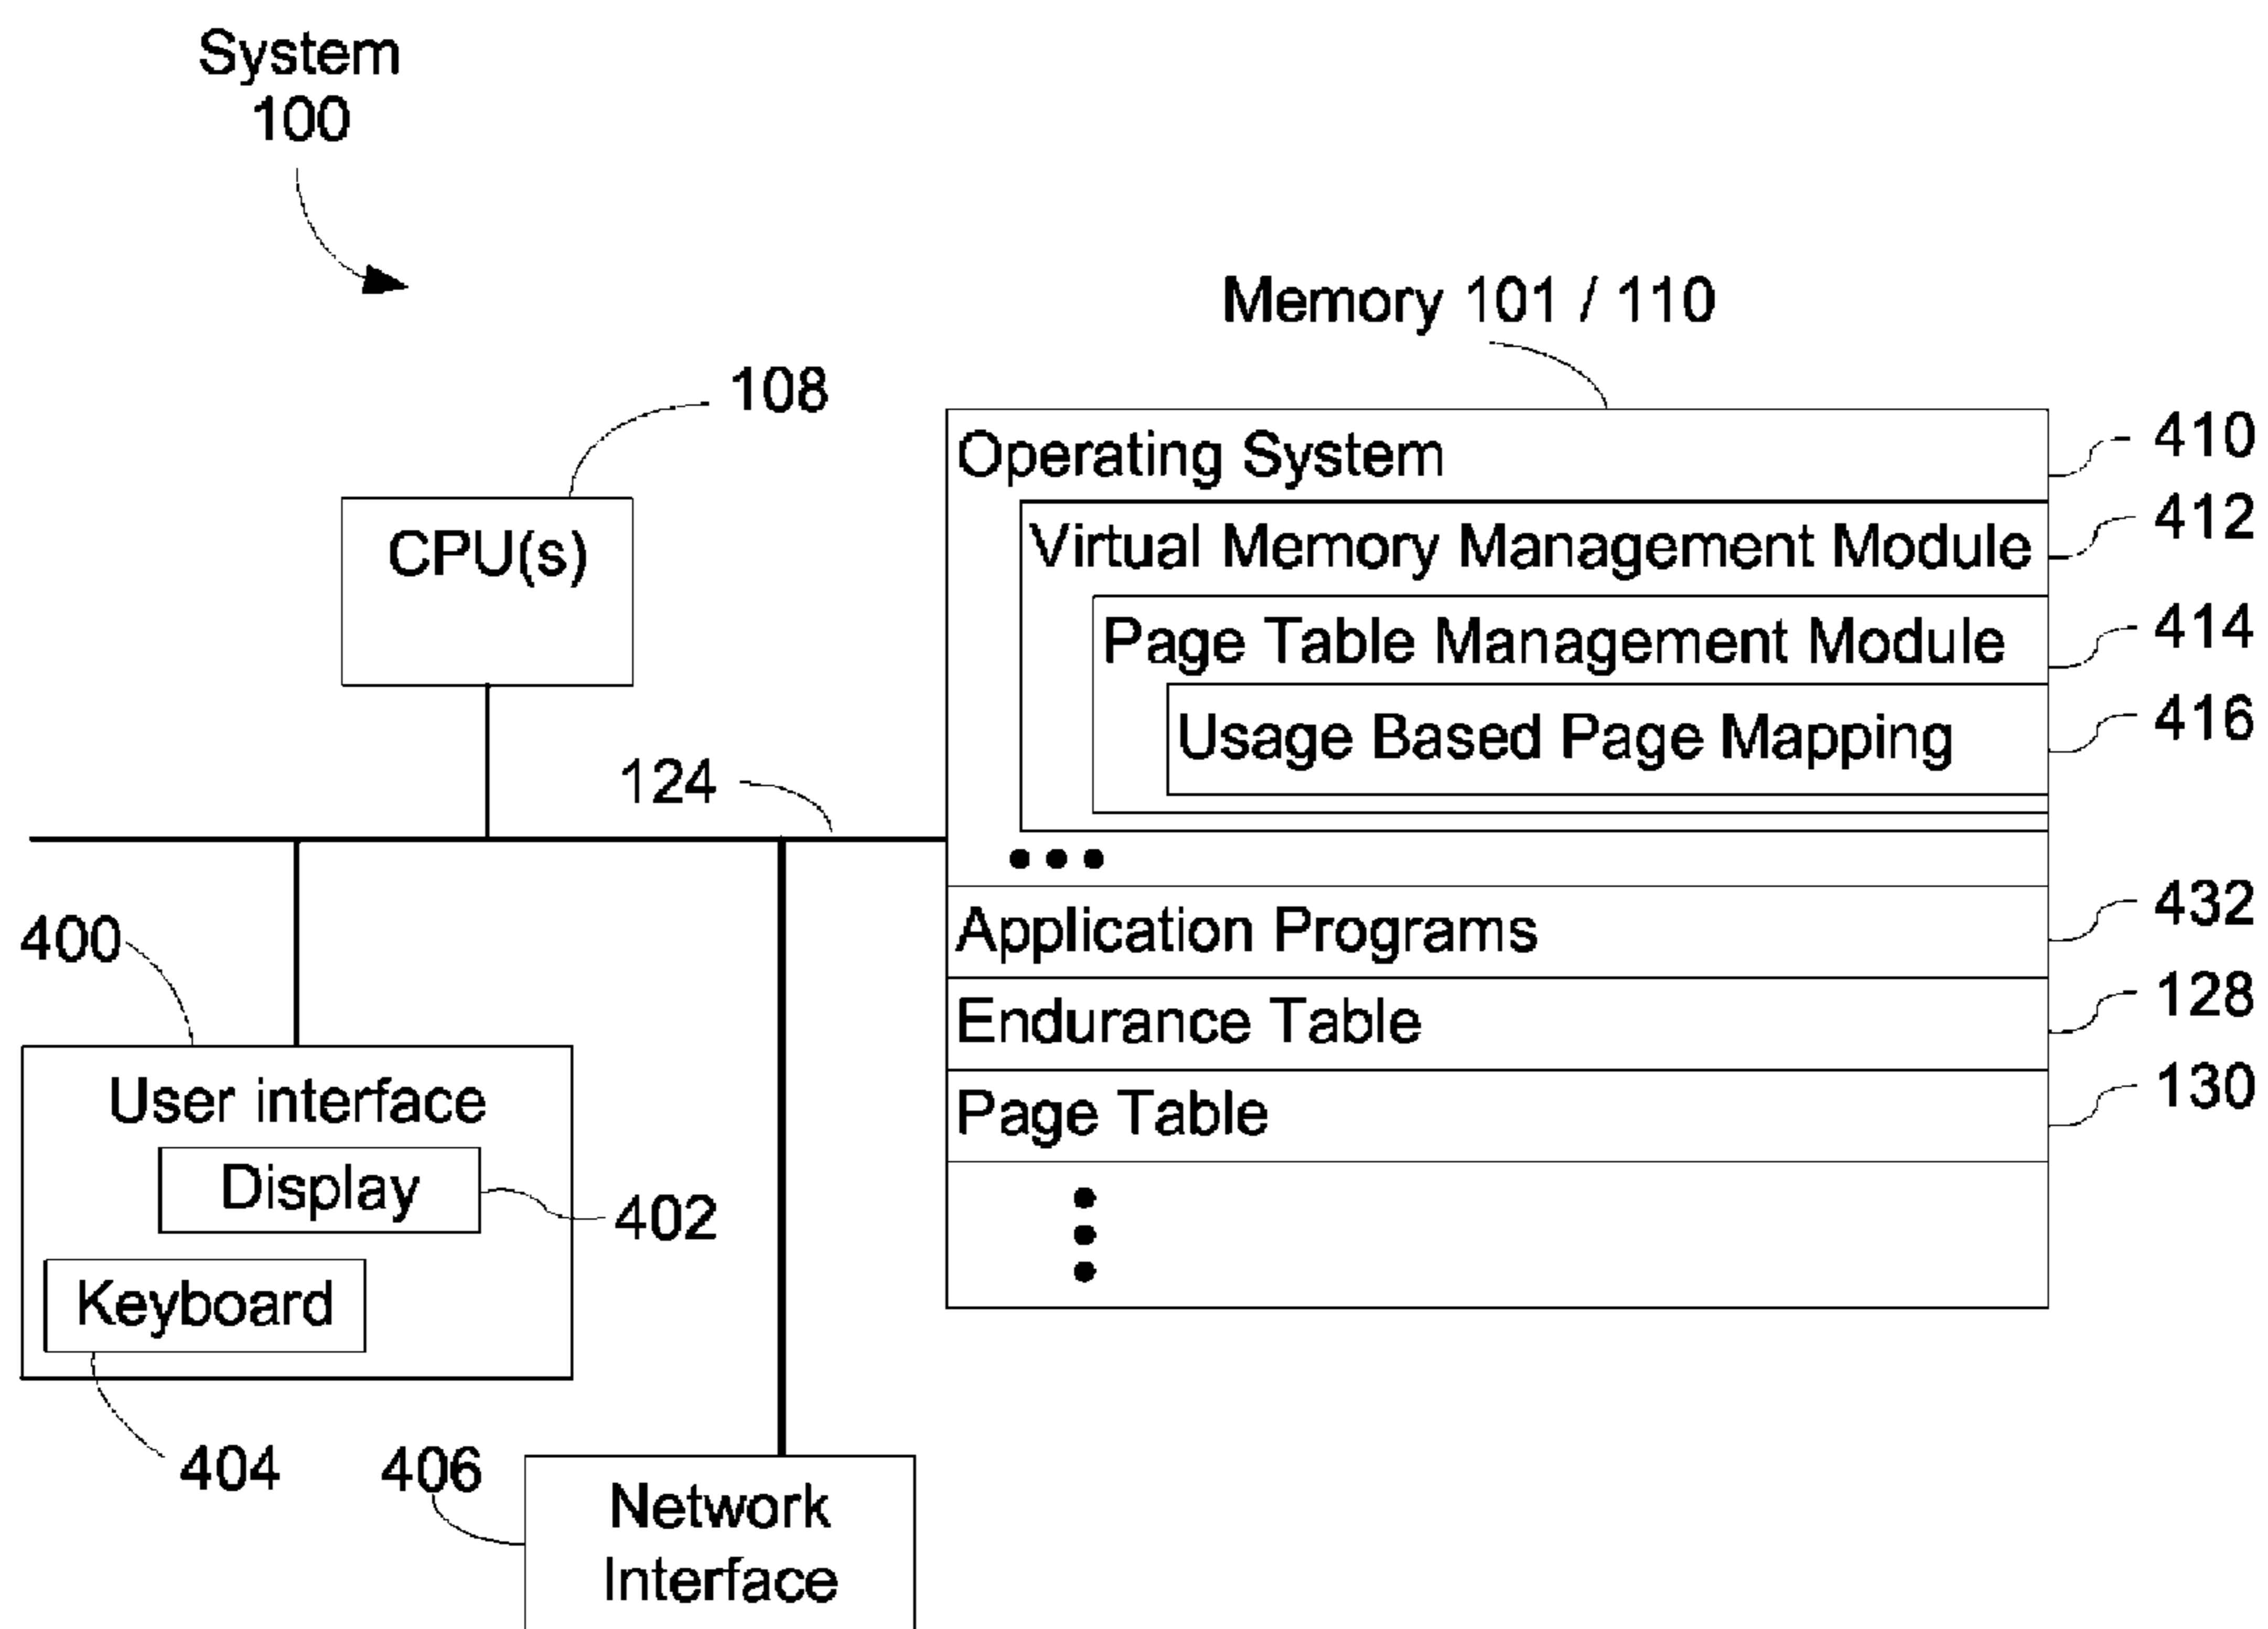 System
100
Memory 101 / 110
108
CPU(s)
Operating System
410
Virtual Memory Management Module
412
Page Table Management Module
414
Usage Based Page Mapping
416
124
Application Programs
432
Endurance Table
128
Page Table
130
400
User interface
Display
402
Keyboard
404
406
Network
Interface